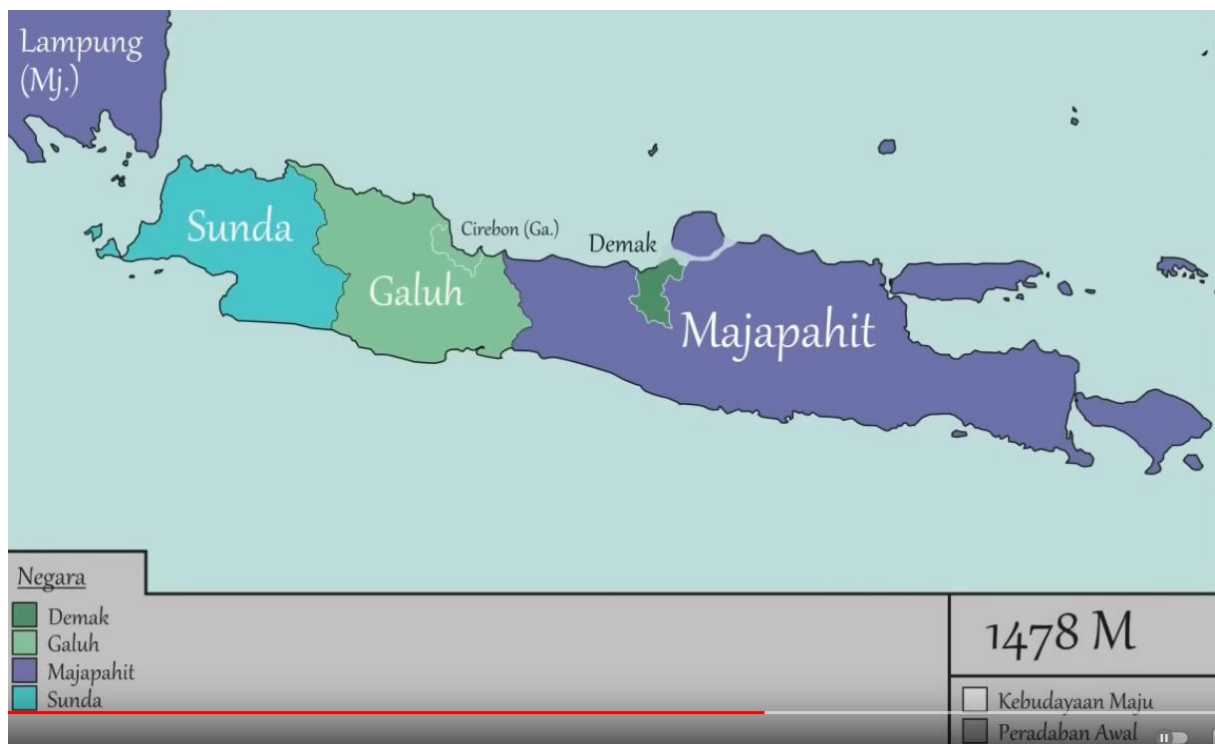 Lampung
(Mj.)
Sunda
Cirebon (Ga.)
Demak
Galuh
Majapahit
Negara
Demak
Galuh
Majapahit
Sunda
1478 M
Kebudayaan Maju
Peradaban Awal